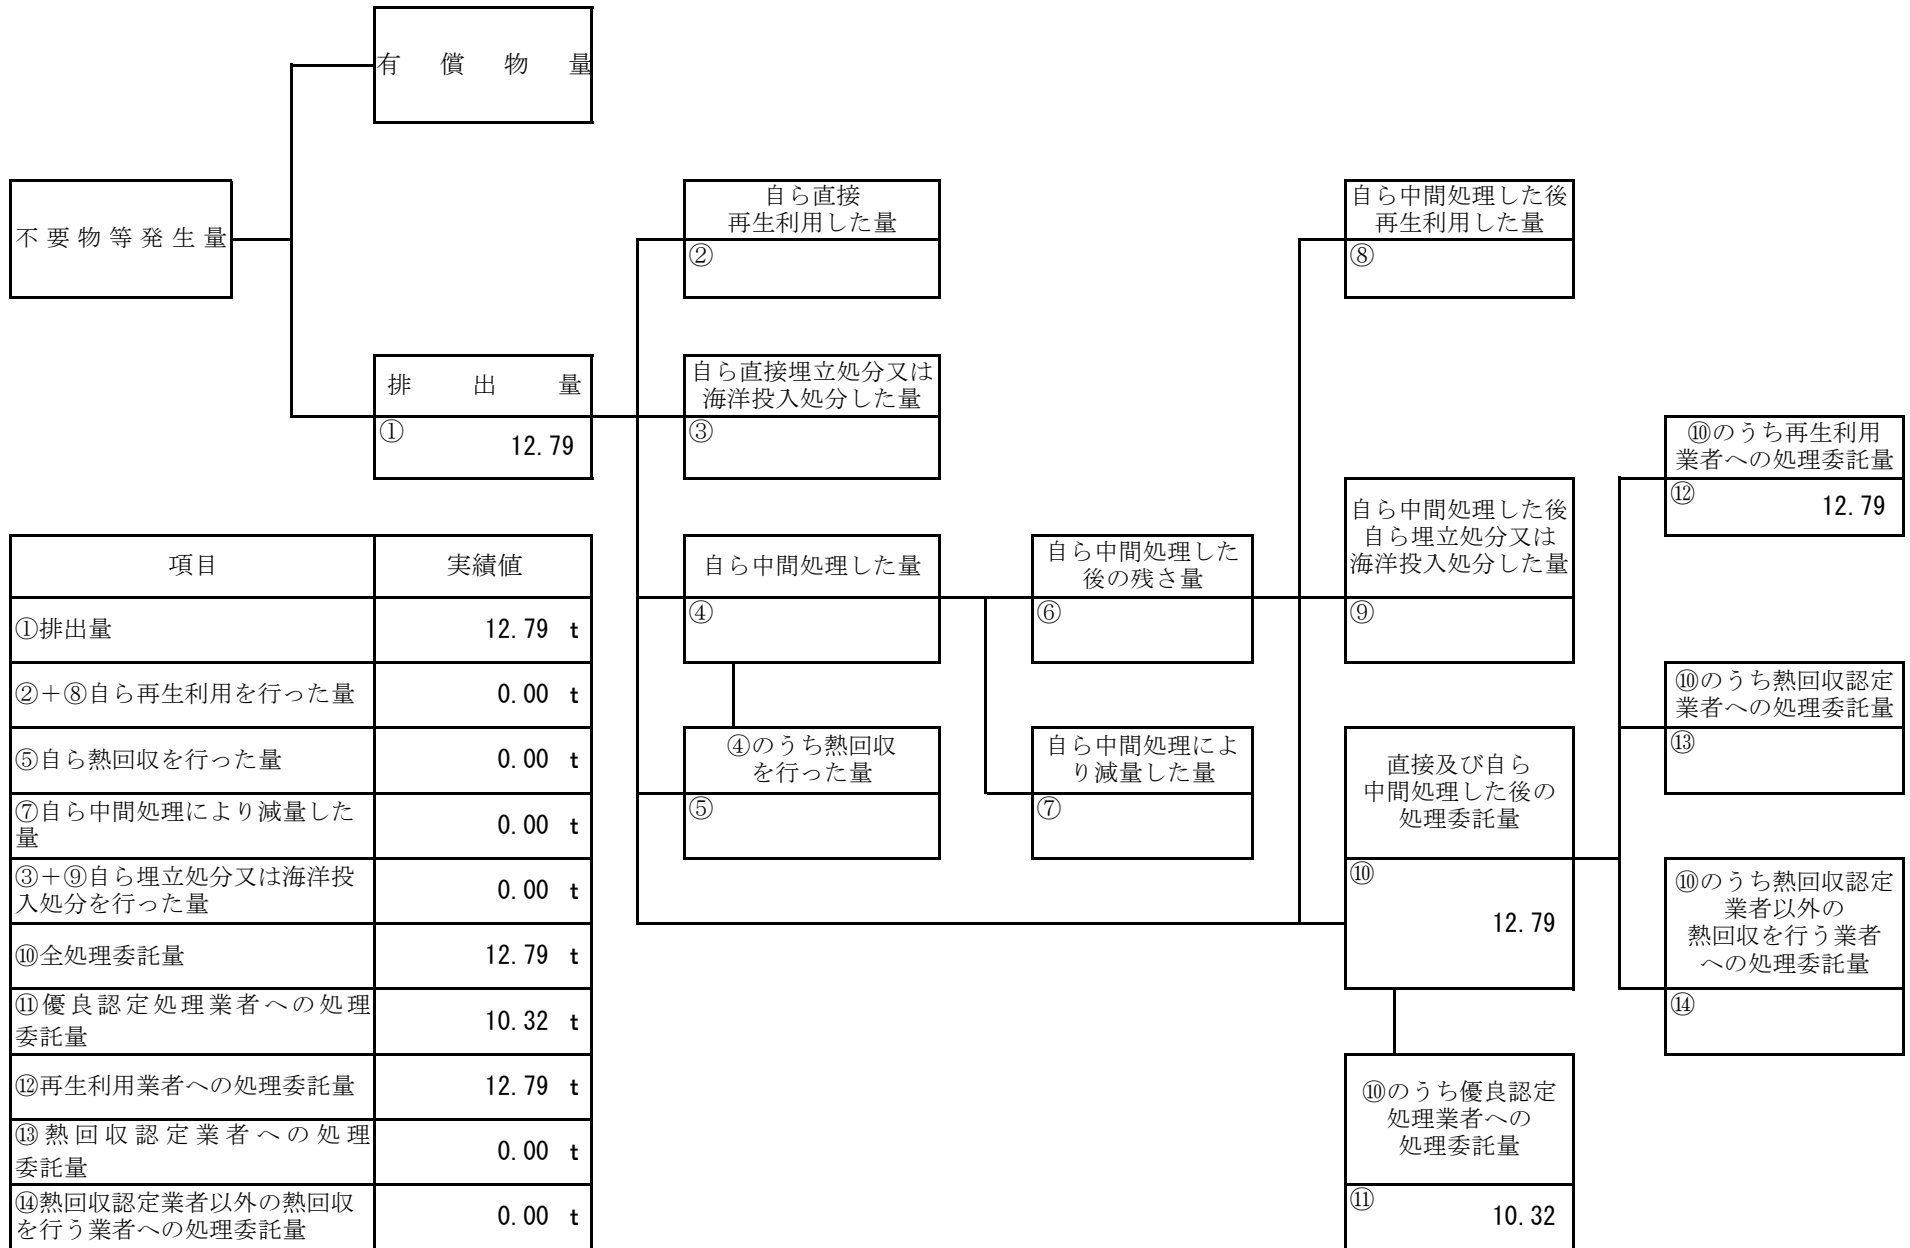 有償物量
不要物等発生量
排出量
① 12.79
自ら直接
再生利用した量
②
自ら直接埋立処分又は
海洋投入処分した量
③
自ら中間処理した量
④
④のうち熱回収
を行った量
⑤
自ら中間処理した
後の残さ量
⑥
自ら中間処理によ
り減量した量
⑦
自ら中間処理した後
再生利用した量
⑧
自ら中間処理した後
自ら埋立処分又は
海洋投入処分した量
⑨
直接及び自ら
中間処理した後の
処理委託量
⑩
12.79
⑩のうち優良認定
処理業者への
処理委託量
⑪
10.32
⑩のうち再生利用
業者への処理委託量
⑫ 12.79
⑩のうち熱回収認定
業者への処理委託量
⑬
⑩のうち熱回収認定
業者以外の
熱回収を行う業者
への処理委託量
⑭
項目 実績値
①排出量 12.79 t
②＋⑧自ら再生利用を行った量 0.00 t
⑤自ら熱回収を行った量 0.00 t
⑦自ら中間処理により減量した
量 0.00 t
③＋⑨自ら埋立処分又は海洋投
入処分を行った量 0.00 t
⑩全処理委託量 12.79 t
⑪優良認定処理業者への処理
委託量 10.32 t
⑫再生利用業者への処理委託量 12.79 t
⑬熱回収認定業者への処理
委託量 0.00 t
⑭熱回収認定業者以外の熱回収
を行う業者への処理委託量 0.00 t